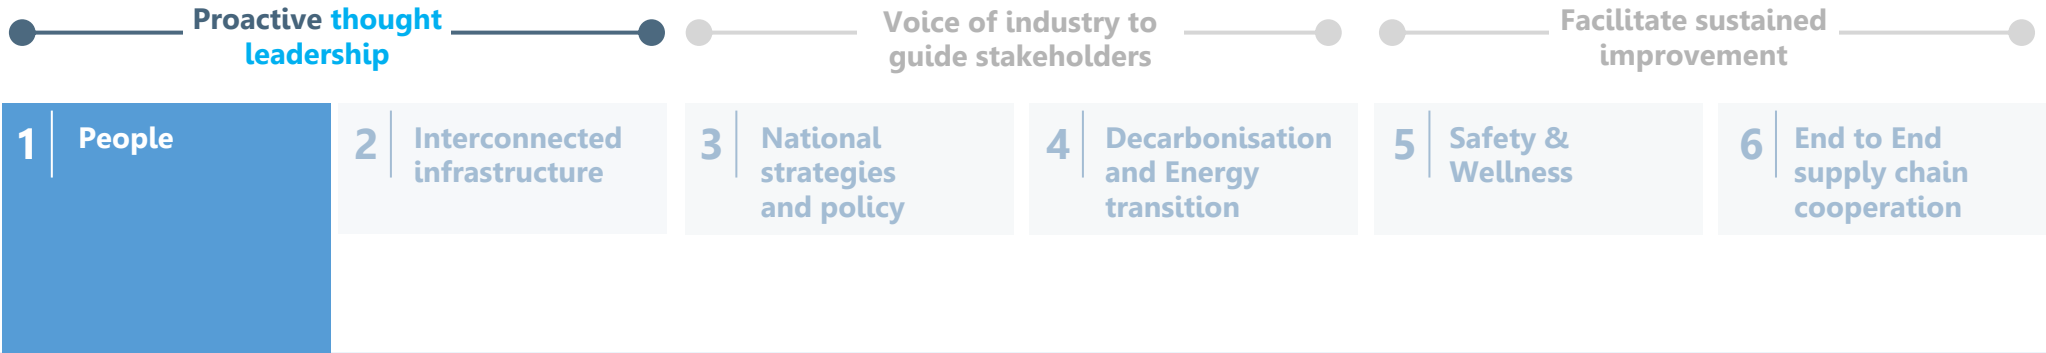 Proactive thought
leadership
Voice of industry to
guide stakeholders
Facilitate sustained
improvement
1
People
2
Interconnected
infrastructure
3
National
strategies
and policy
4
Decarbonisation
and Energy
transition
5
Safety &
Wellness
6
End to End
supply chain
cooperation